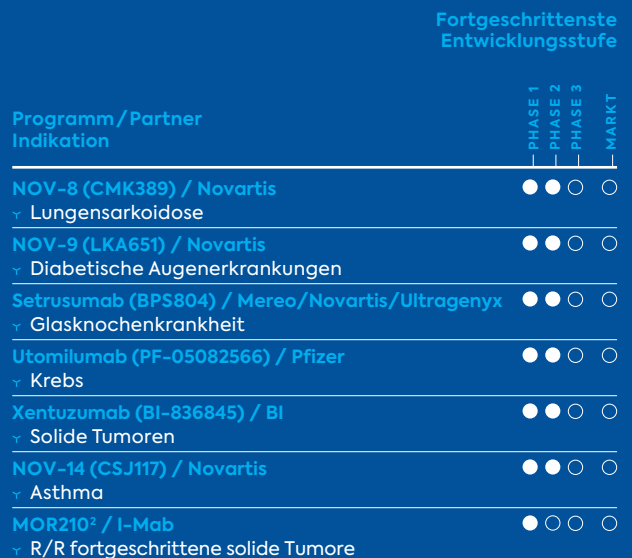 Fortgeschrittenste
Entwicklungsstufe
PHASE 1
PHASE 2
PHASE 3
MARKT
Programm / Partner
Indikation
NOV-8 (CMK389) / Novartis
Lungensarkoidose
NOV-9 (LKA651) / Novartis
Diabetische Augenerkrankungen
Setrusumab (BPS804) / Mereo/Novartis/Ultragenyx
Glasknochenkrankheit
Utomilumab (PF-05082566) / Pfizer
Krebs
Xentuzumab (BI-836845) / BI
Solide Tumoren
NOV-14 (CSJ117) / Novartis
Asthma
MOR210² / I-Mab
R/R fortgeschrittene solide Tumore